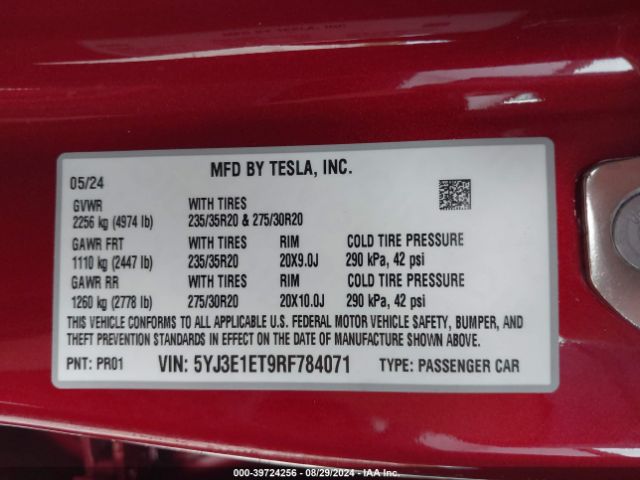 MFD BY TESLA, INC.
05/24
GVWR WITH TIRES
2256 kg (4974 lb) 235/35R20 & 275/30R20
GAWR FRT WITH TIRES RIM COLD TIRE PRESSURE
1110 kg (2447 lb) 235/35R20 20X9.0J 290 kPa, 42 psi
GAWR RR WITH TIRES RIM COLD TIRE PRESSURE
1260 kg (2778 lb) 275/30R20 20X10.0J 290 kPa, 42 psi
THIS VEHICLE CONFORMS TO ALL APPLICABLE U.S. FEDERAL MOTOR VEHICLE SAFETY, BUMPER, AND
THEFT PREVENTION STANDARDS IN EFFECT ON THE DATE OF MANUFACTURE SHOWN ABOVE.
PNT: PR01 VIN: 5YJ3E1ET9RF784071 TYPE: PASSENGER CAR
000-39724256 - 08/29/2024 - IAA Inc.